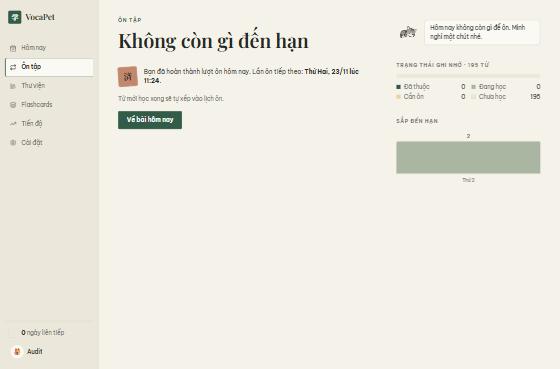 VocaPet
Hôm nay
Ôn tập
Thư viện
Flashcards
Tiến độ
Cài đặt
0 ngày liên tiếp
Audit
ÔN TẬP
Không còn gì đến hạn
Bạn đã hoàn thành lượt ôn hôm nay. Lần ôn tiếp theo: Thứ Hai, 23/11 lúc
11:24.
Từ mới học xong sẽ tự xếp vào lịch ôn.
Về bài hôm nay
Hôm nay không còn gì để ôn. Mình
nghỉ một chút nhé.
TRẠNG THÁI GHI NHỚ · 195 TỪ
Đã thuộc 0 Đang học 0
Cần ôn 0 Chưa học 195
SẮP ĐẾN HẠN
2
Thứ 2